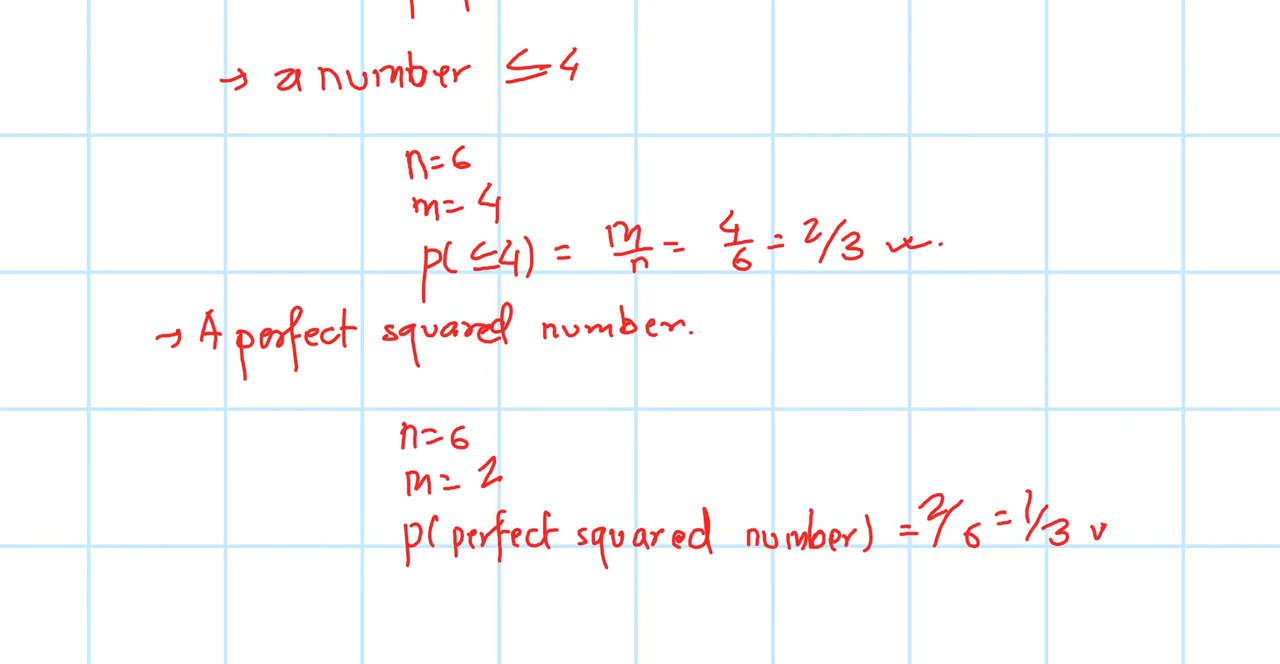 → a number ≤ 4
n=6
m= 4
p( ≤4) = m/n = 4/6 = 2/3
→ A perfect squared number.
n=6
m= 2
p( perfect squared number) = 2/6 = 1/3